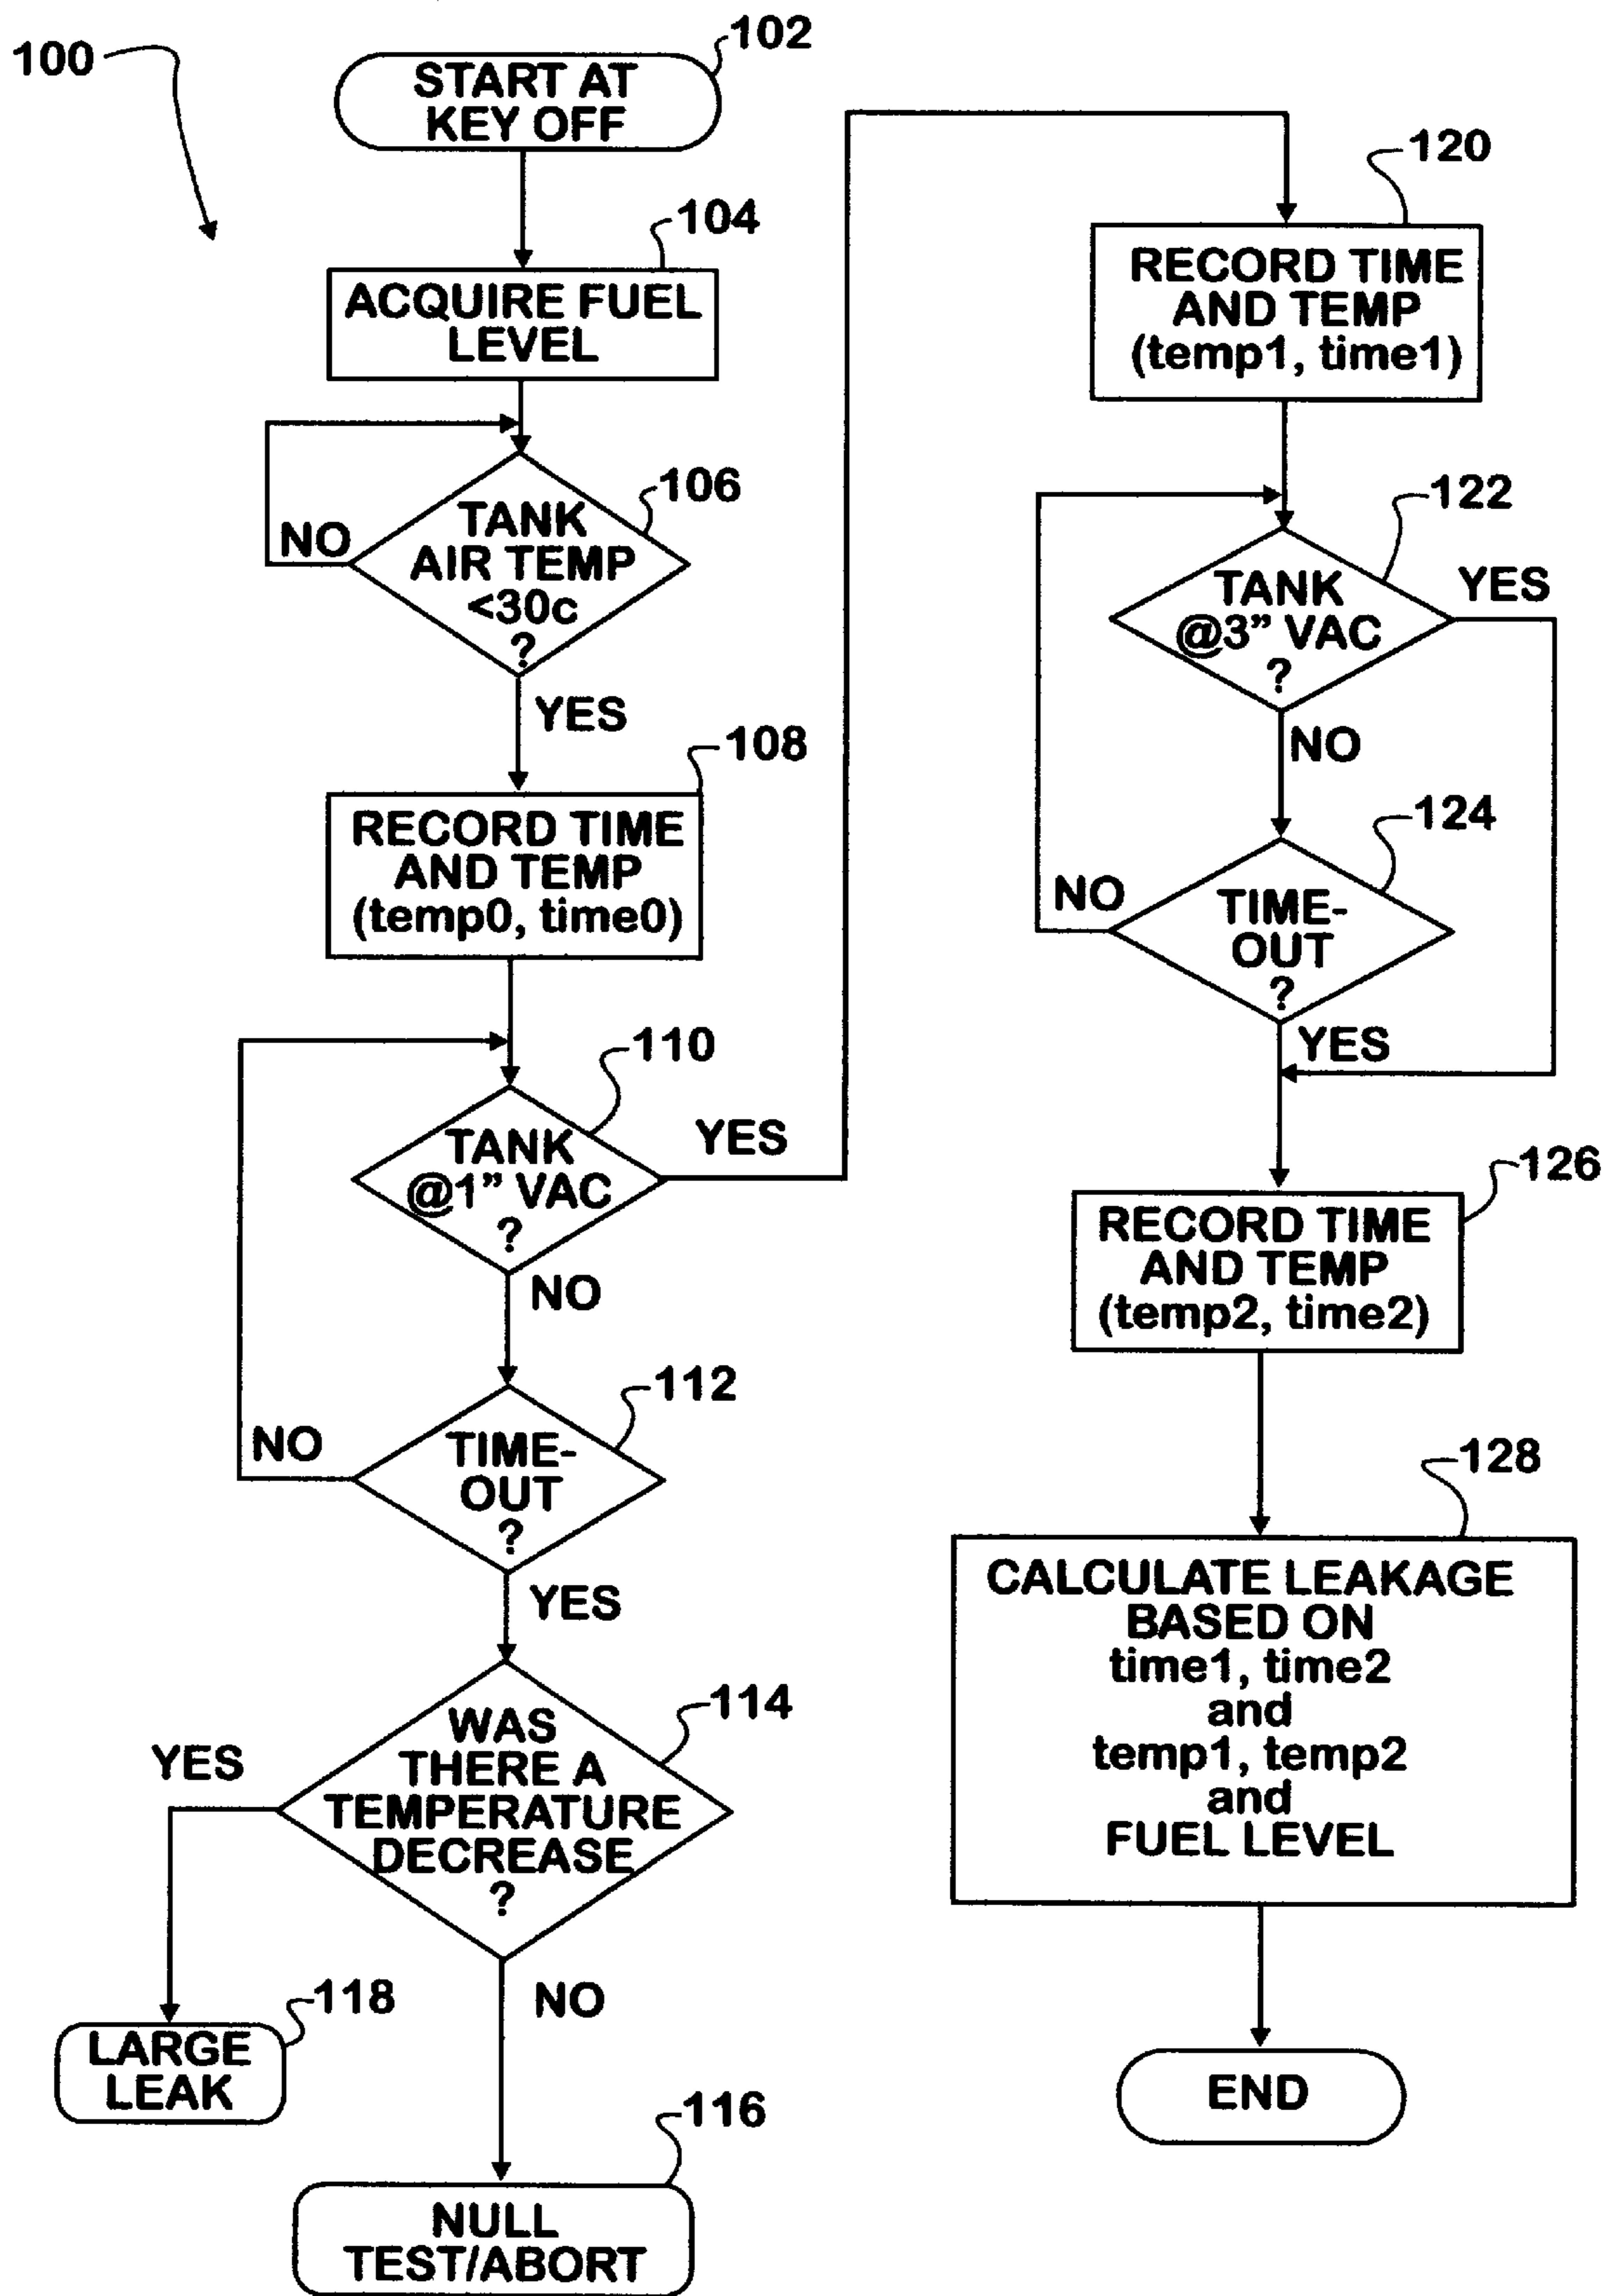 100
102
START AT
KEY OFF
104
ACQUIRE FUEL
LEVEL
106
TANK
AIR TEMP
<30c
?
NO
YES
108
RECORD TIME
AND TEMP
(temp0, time0)
110
TANK
@1” VAC
?
YES
NO
112
TIME-
OUT
?
NO
YES
114
WAS
THERE A
TEMPERATURE
DECREASE
?
YES
NO
118
LARGE
LEAK
116
NULL
TEST/ABORT
120
RECORD TIME
AND TEMP
(temp1, time1)
122
TANK
@3” VAC
?
YES
NO
124
TIME-
OUT
?
NO
YES
126
RECORD TIME
AND TEMP
(temp2, time2)
128
CALCULATE LEAKAGE
BASED ON
time1, time2
and
temp1, temp2
and
FUEL LEVEL
END